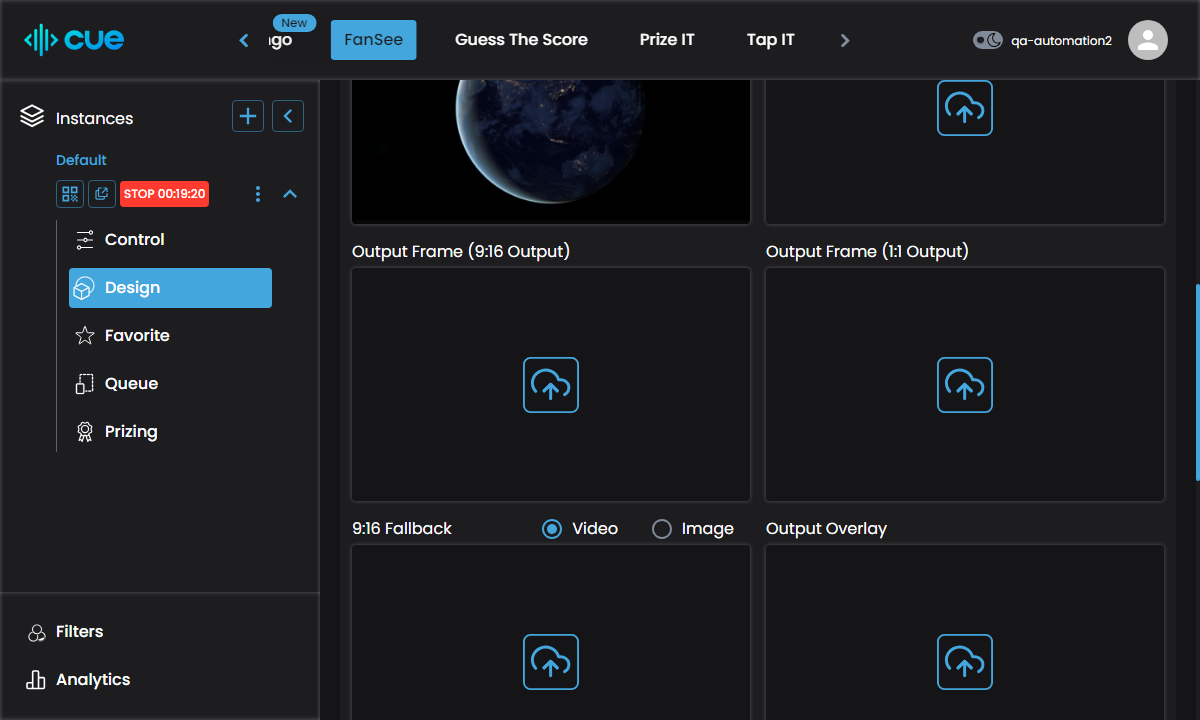 cue
New
ngo
FanSee
Guess The Score
Prize IT
Tap IT
qa-automation2
Instances
Default
STOP 00:19:20
Control
Design
Favorite
Queue
Prizing
Filters
Analytics
Output Frame (9:16 Output)
Output Frame (1:1 Output)
9:16 Fallback
Video
Image
Output Overlay